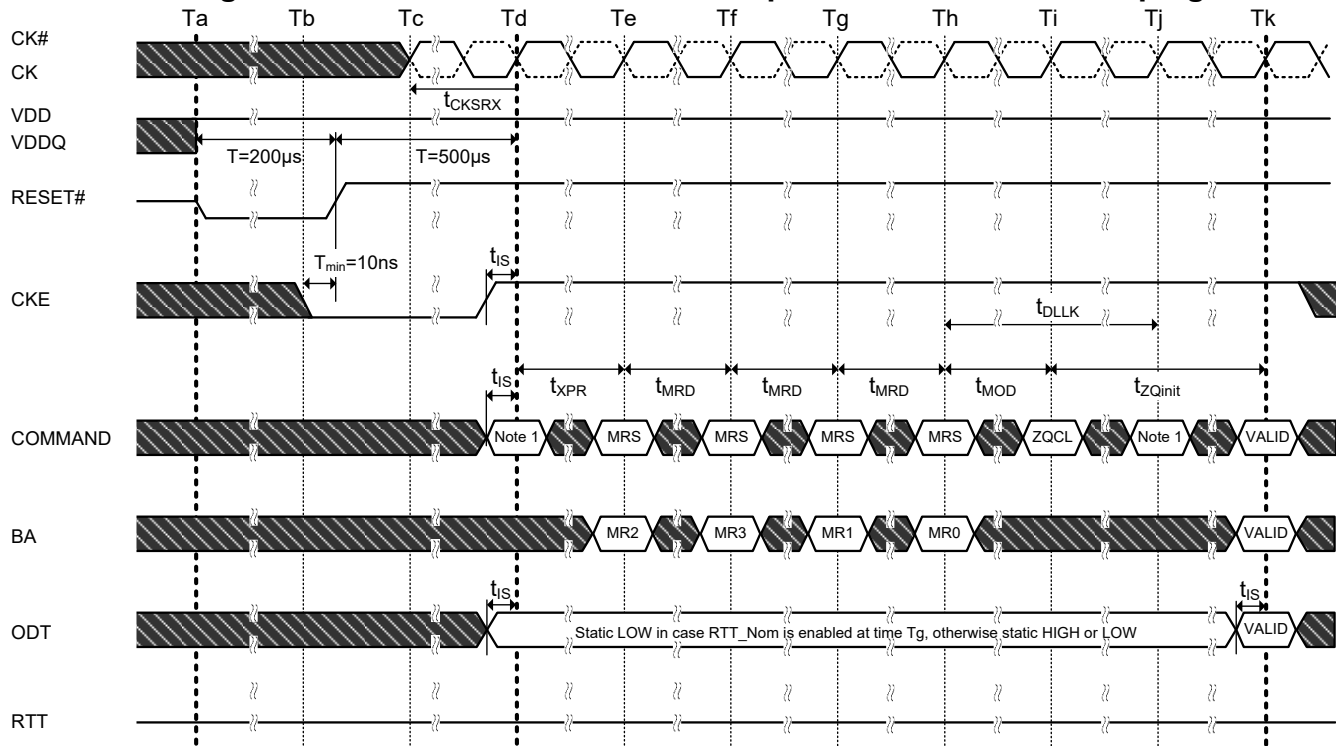 Ta Tb Tc Td Te Tf Tg Th Ti Tj Tk
CK#
CK
tCKSRX
VDD
VDDQ
T=200µs T=500µs
RESET#
Tmin=10ns tIS
CKE
tDLLK
tIS tXPR tMRD tMRD tMRD tMOD tZQinit
COMMAND Note 1 MRS MRS MRS MRS ZQCL Note 1 VALID
BA MR2 MR3 MR1 MR0 VALID
tIS tIS
ODT Static LOW in case RTT_Nom is enabled at time Tg, otherwise static HIGH or LOW VALID
RTT